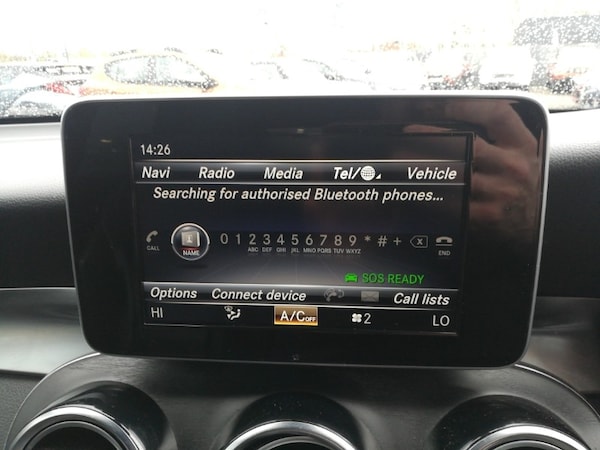 14:26
Navi Radio Media Tel/ Vehicle
Searching for authorised Bluetooth phones...
0 1 2 3 4 5 6 7 8 9 * # +
CALL NAME ABC DEF GHI JKL MNO PQR TUV WXYZ END
SOS READY
Options Connect device Call lists
HI A/C OFF 2 LO